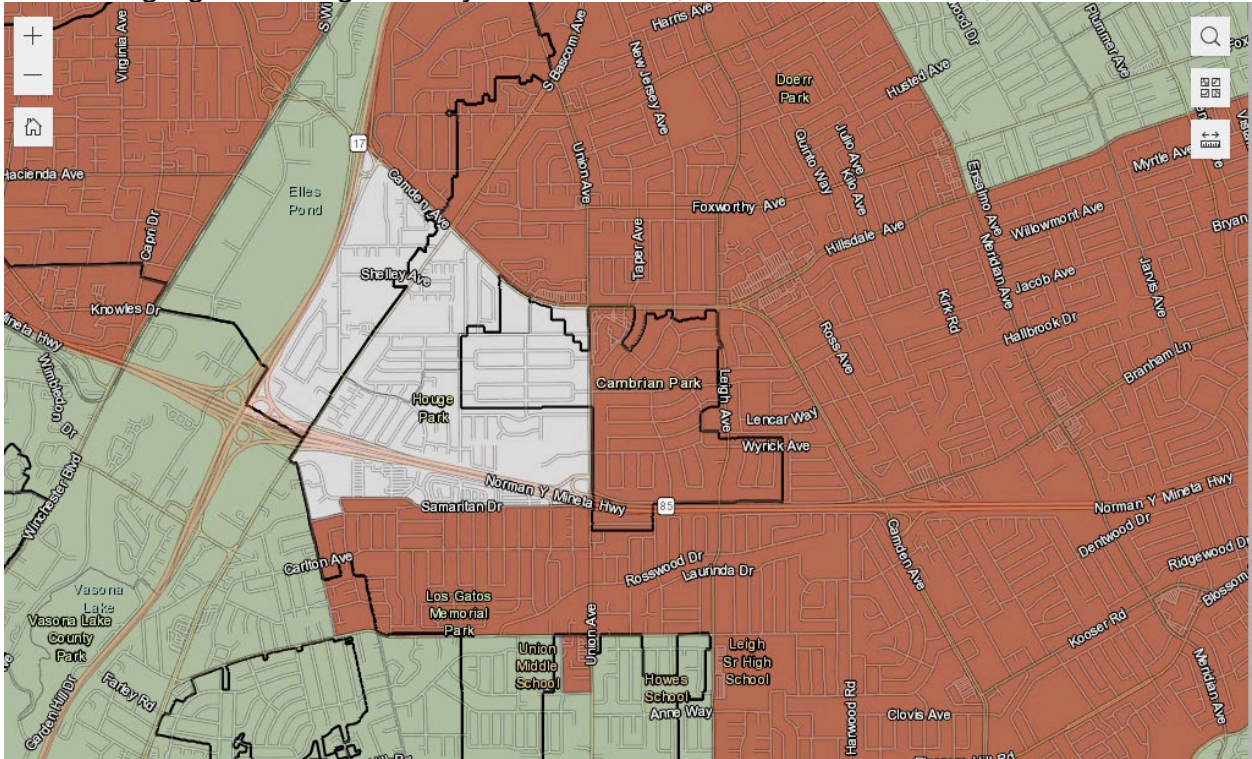 Virginia Ave
S Bascom Ave
Harris Ave
New Jersey Ave
Doerr
Park
Husted Ave
Plummer Ave
17
Hacienda Ave
Elles
Pond
Camden Ave
Union Ave
Quinto Way
Julio Ave
Kilo Ave
Myrtle Ave
Ensalmo Ave
Capri Dr
Foxworthy Ave
Willowmont Ave
Bryan
Shelley Ave
Taper Ave
Hillsdale Ave
Meridian Ave
Jarvis Ave
Jacob Ave
Knowles Dr
Mineta Hwy
Kirk Rd
Hallbrook Dr
Ross Ave
Branham Ln
Wimbledon Dr
Cambrian Park
Leigh Ave
Houge
Park
Lencar Way
Wyrick Ave
Winchester Blvd
Norman Y Mineta Hwy
85
Norman Y Mineta Hwy
Samaritan Dr
Dentwood Dr
Camden Ave
Ridgewood Dr
Carlton Ave
Rosswood Dr
Laurinda Dr
Blossom
Vasona
Lake
Los Gatos
Memorial
Park
Vasona Lake
County
Park
Union Ave
Kooser Rd
Union
Middle
School
Leigh
Sr High
School
Howes
School
Meridian Ave
Farley Rd
Garden Hill Dr
Anne Way
Harwood Rd
Clovis Ave